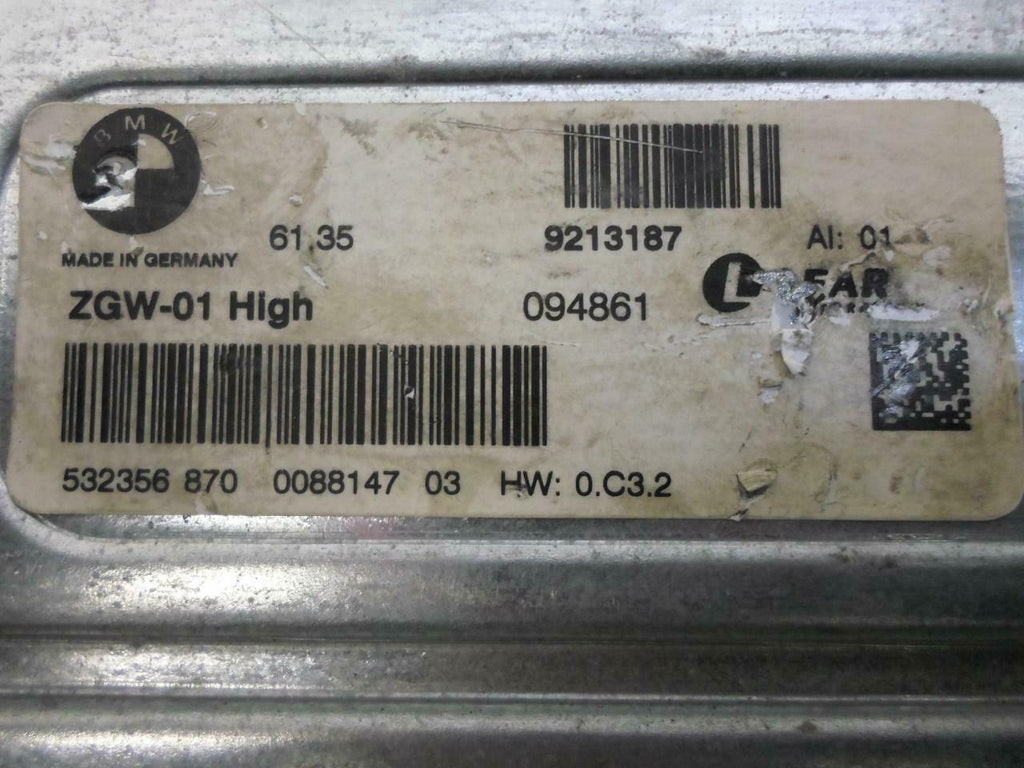 BMW
61.35
9213187
AI: 01
MADE IN GERMANY
ZGW-01 High
094861
LEAR
532356 870 0088147 03 HW: 0.C3.2